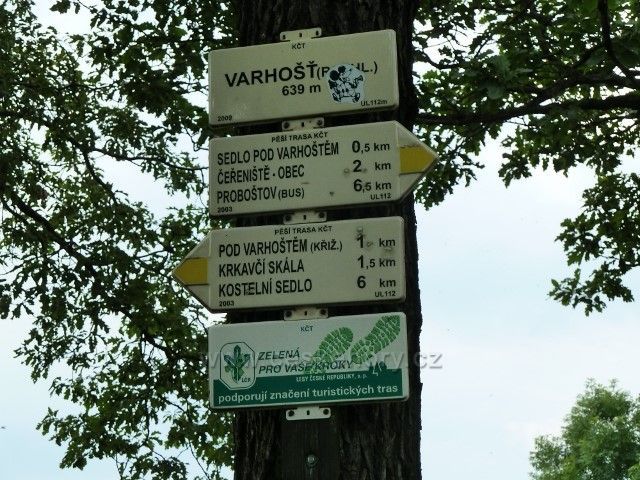 KČT
VARHOŠŤ
639 m
2009
UL112m
PĚŠÍ TRASA KČT
SEDLO POD VARHOŠTĚM 0,5 km
ČEŘENIŠTĚ - OBEC 2 km
PROBOŠTOV (BUS) 6,5 km
2003
UL112
PĚŠÍ TRASA KČT
POD VARHOŠTĚM (KŘIŽ.) 1 km
KRKAVČÍ SKÁLA 1,5 km
KOSTELNÍ SEDLO 6 km
2003
UL112
KČT
ZELENÁ
PRO VAŠE KROKY
LČR
LESY ČESKÉ REPUBLIKY, s. p.
podporují značení turistických tras